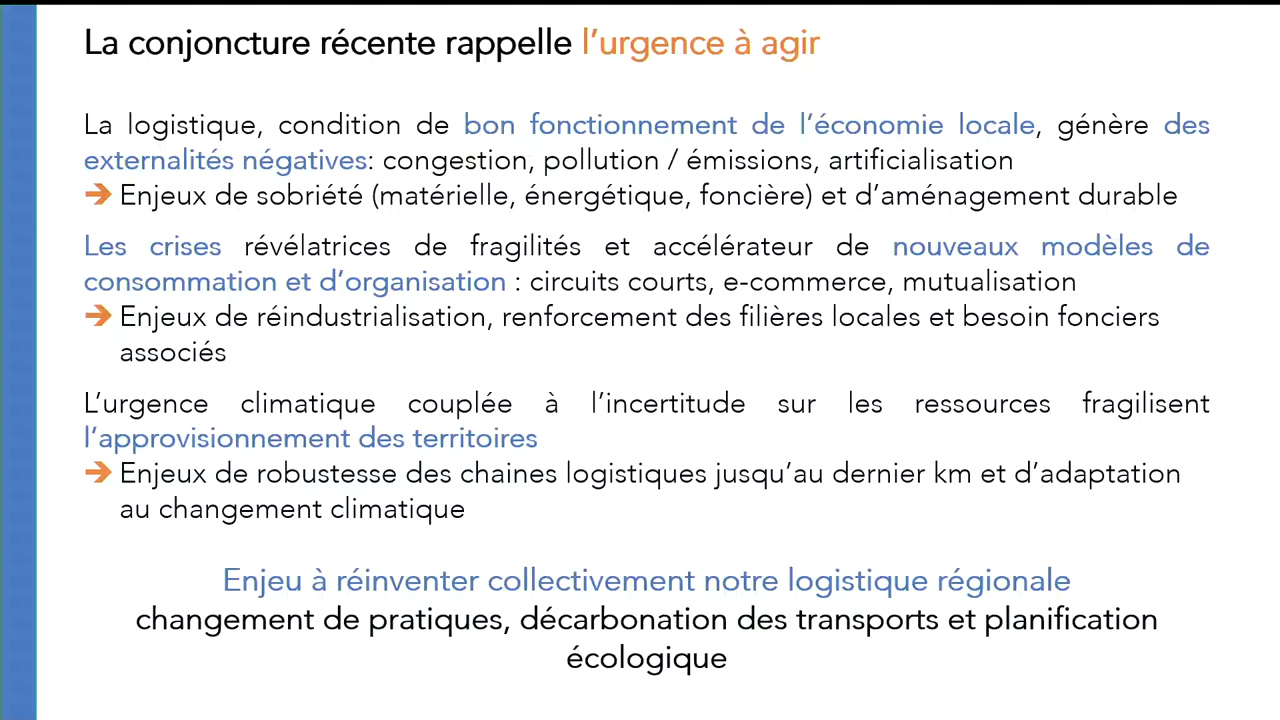 La conjoncture récente rappelle l’urgence à agir
La logistique, condition de bon fonctionnement de l’économie locale, génère des
externalités négatives: congestion, pollution / émissions, artificialisation
➔ Enjeux de sobriété (matérielle, énergétique, foncière) et d’aménagement durable
Les crises révélatrices de fragilités et accélérateur de nouveaux modèles de
consommation et d’organisation : circuits courts, e-commerce, mutualisation
➔ Enjeux de réindustrialisation, renforcement des filières locales et besoin fonciers
associés
L’urgence climatique couplée à l’incertitude sur les ressources fragilisent
l’approvisionnement des territoires
➔ Enjeux de robustesse des chaines logistiques jusqu’au dernier km et d’adaptation
au changement climatique
Enjeu à réinventer collectivement notre logistique régionale
changement de pratiques, décarbonation des transports et planification
écologique